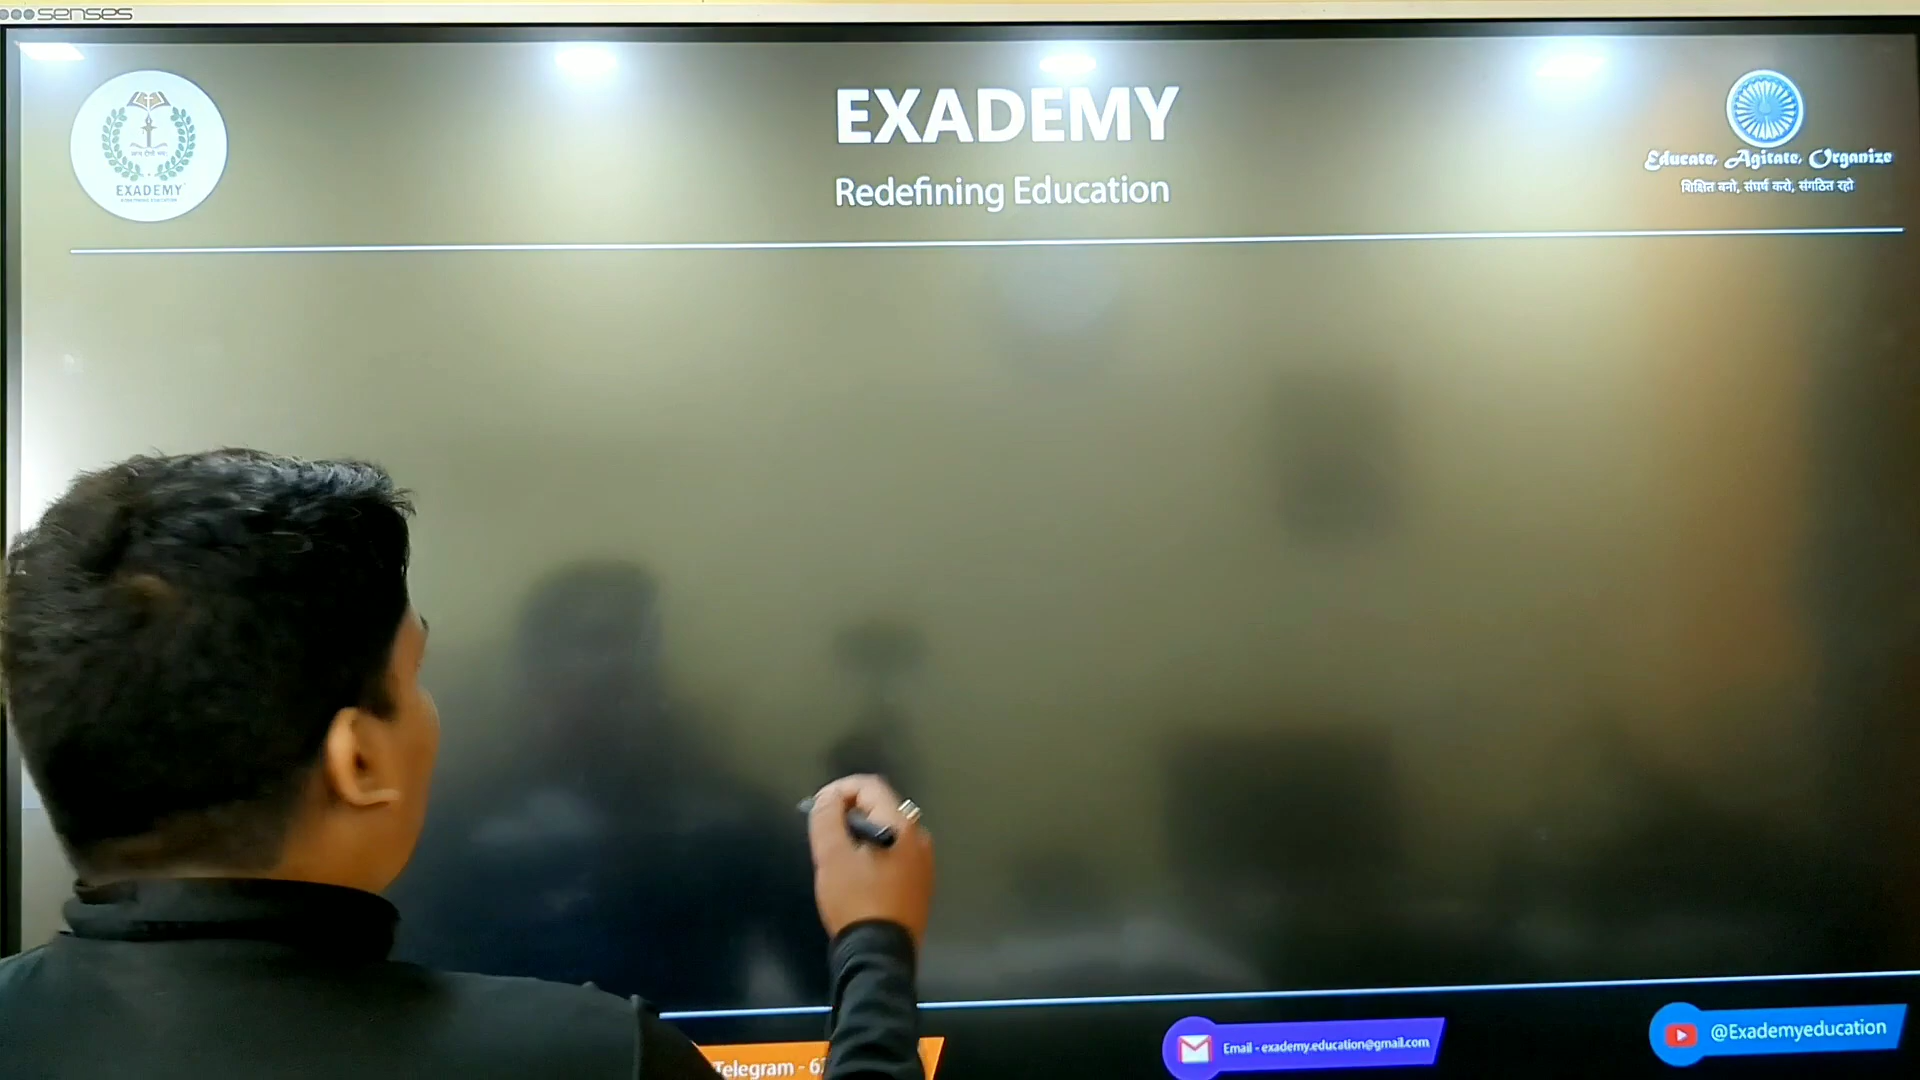 senses
EXADEMY
Redefining Education
EXADEMY
Educate, Agitate, Organize
शिक्षित बनो, संघर्ष करो, संगठित रहो
Telegram - 6
Email - exademy.education@gmail.com
@Exademyeducation